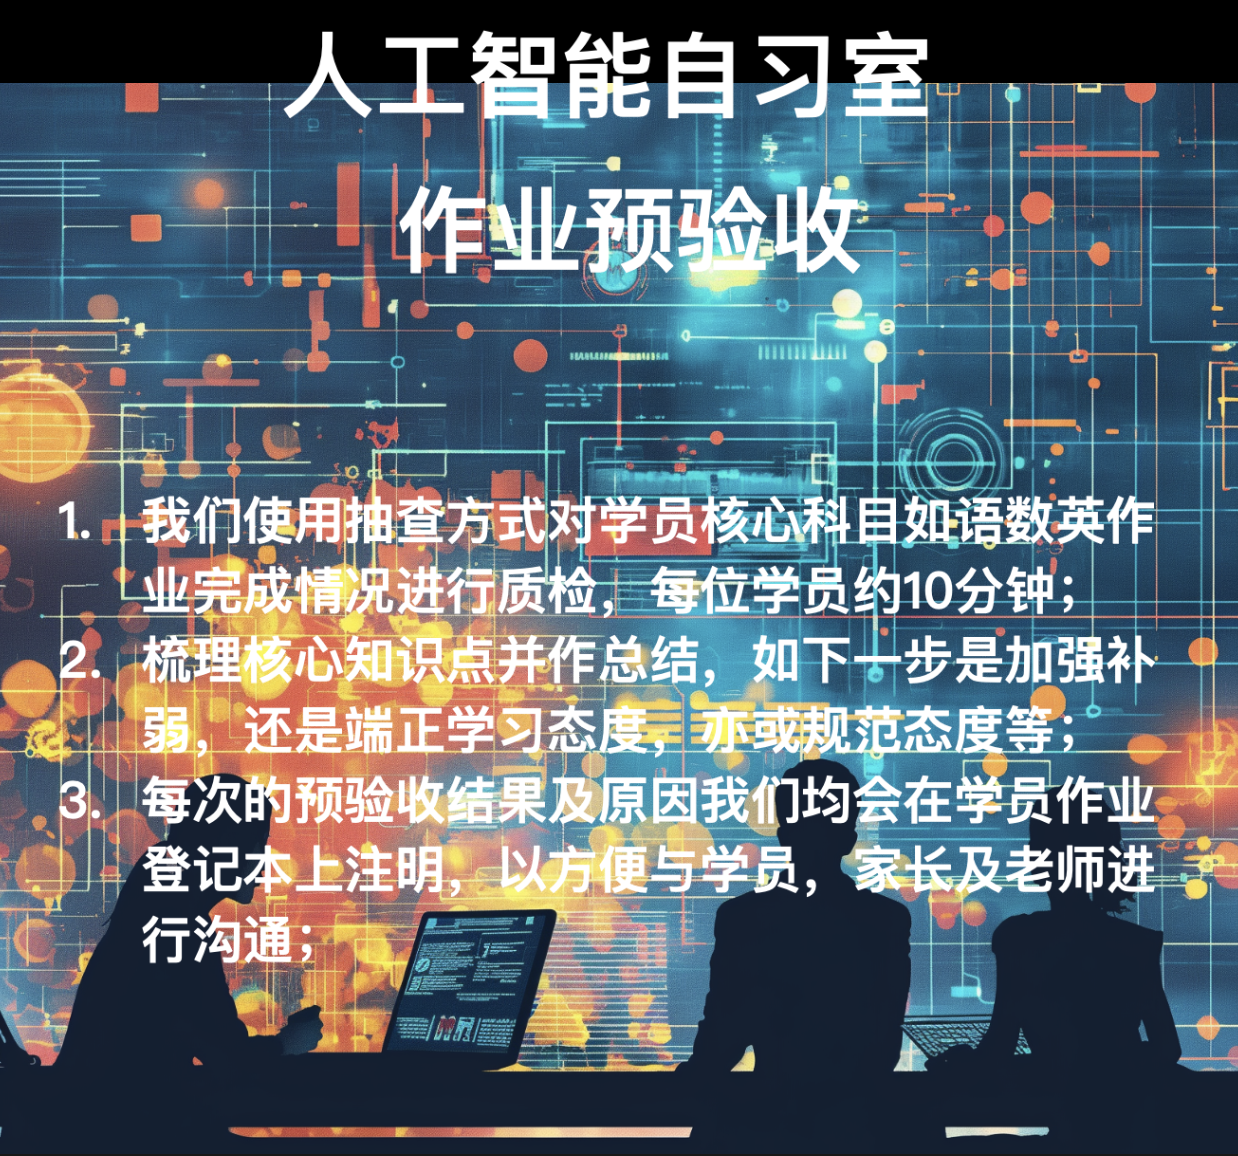 人工智能自习室
作业预验收
1. 我们使用抽查方式对学员核心科目如语数英作
业完成情况进行质检，每位学员约10分钟；
2. 梳理核心知识点并作总结，如下一步是加强补
弱，还是端正学习态度，亦或规范态度等；
3. 每次的预验收结果及原因我们均会在学员作业
登记本上注明，以方便与学员，家长及老师进
行沟通；